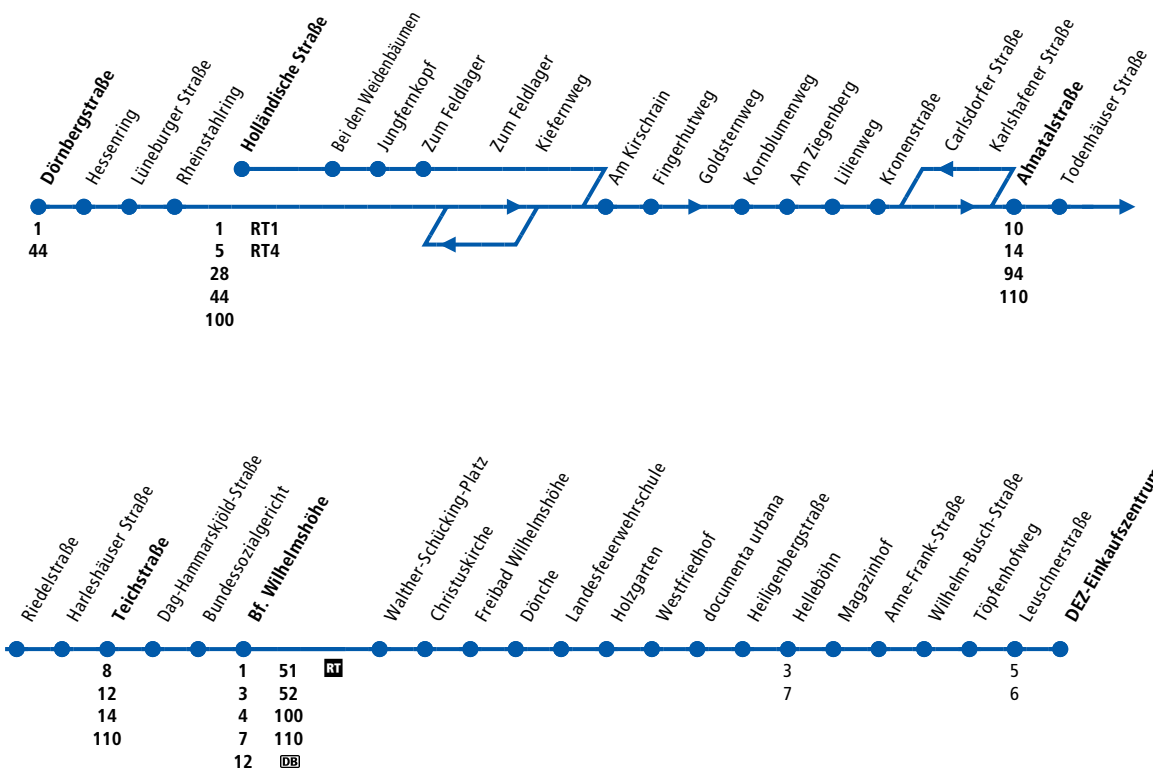 Dörnbergstraße
Hessenring
Lüneburger Straße
Rheinstahlring
Holländische Straße
Bei den Weidenbäumen
Jungfernkopf
Zum Feldlager
Zum Feldlager
Kiefernweg
Am Kirschrain
Fingerhutweg
Goldsternweg
Kornblumenweg
Am Ziegenberg
Lilienweg
Kronenstraße
Carlsdorfer Straße
Karlshafener Straße
Ahnatalstraße
Todenhäuser Straße
1 1 RT1 10
44 5 RT4 14
28 94
44 110
100
Riedelstraße
Harleshäuser Straße
Teichstraße
Dag-Hammarskjöld-Straße
Bundessozialgericht
Bf. Wilhelmshöhe
Walther-Schücking-Platz
Christuskirche
Freibad Wilhelmshöhe
Dönche
Landesfeuerwehrschule
Holzgarten
Westfriedhof
documenta urbana
Heiligenbergstraße
Helleböhn
Magazinhof
Anne-Frank-Straße
Wilhelm-Busch-Straße
Töpfenhofweg
Leuschnerstraße
DEZ-Einkaufszentrum
8 1 51 RT 3 5
12 3 52 7 6
14 4 100
110 7 110
12 DB